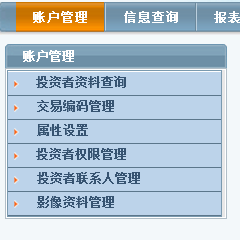 账户管理 信息查询 报表
账户管理
投资者资料查询
交易编码管理
属性设置
投资者权限管理
投资者联系人管理
影像资料管理